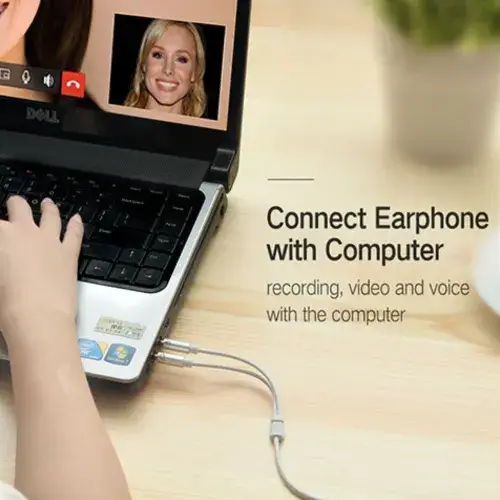 DELL
Connect Earphone
with Computer
recording, video and voice
with the computer